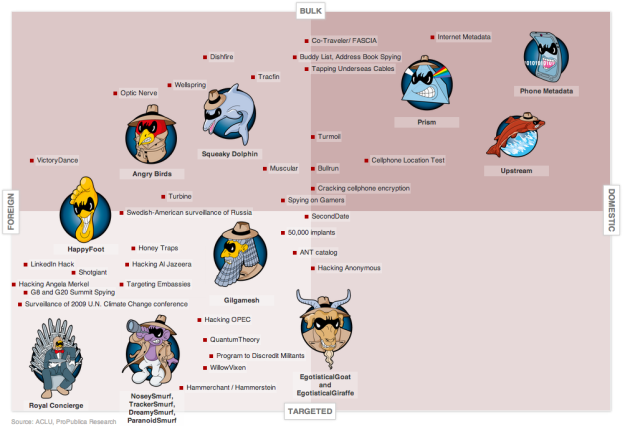 BULK
Co-Traveler/ FASCIA
Internet Metadata
Dishfire
Buddy List, Address Book Spying
Tapping Underseas Cables
Tracfin
Wellspring
Optic Netve
Phone Metadata
Prism
Squeaky Dolphin
Turmoil
VictoryDance
Angry Birds
Muscular
Bullrun
Cellphone Location Test
Upstream
Cracking cellphone encryption
Turbine
Spying on Gamers
FOREIGN
DOMESTIC
Swedish-American surveillance of Russia
SecondDate
50,000 implants
HappyFoot
Honey Traps
ANT catalog
LinkedIn Hack
Hacking Al Jazeera
Hacking Anonymous
Shotgiant
Gilgamesh
Hacking Angela Merkel
Targeting Embassies
G8 and G20 Summit Spying
Surveillance of 2009 U.N. Climate Change conference
Hacking OPEC
QuantumTheory
Program to Discredit Militants
WillowVixen
EgotisticalGoat
and
EgotisticalGiraffe
Hammerchant / Hammerstein
Royal Concierge
NoseySmurf,
TrackerSmurf,
DreamySmurf,
ParanoidSmurf
TARGETED
Source: ACLU, ProPublica Research